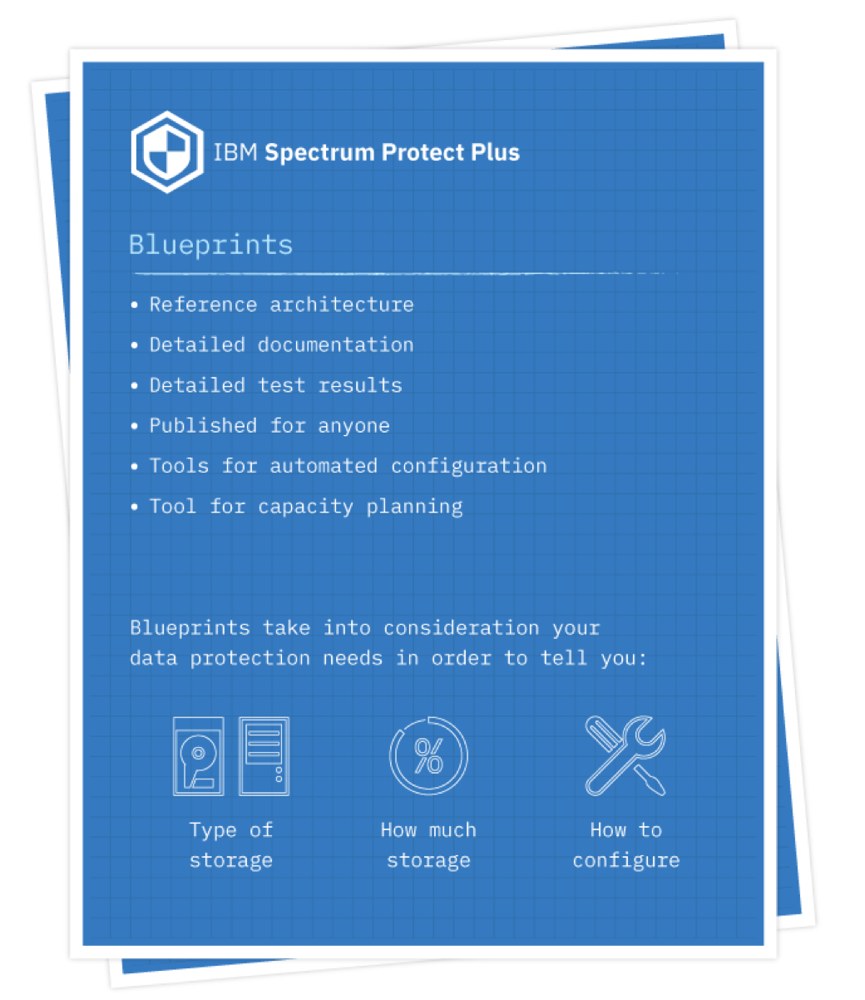 IBM Spectrum Protect Plus
Blueprints
• Reference architecture
• Detailed documentation
• Detailed test results
• Published for anyone
• Tools for automated configuration
• Tool for capacity planning
Blueprints take into consideration your
data protection needs in order to tell you:
%
Type of
storage
How much
storage
How to
configure